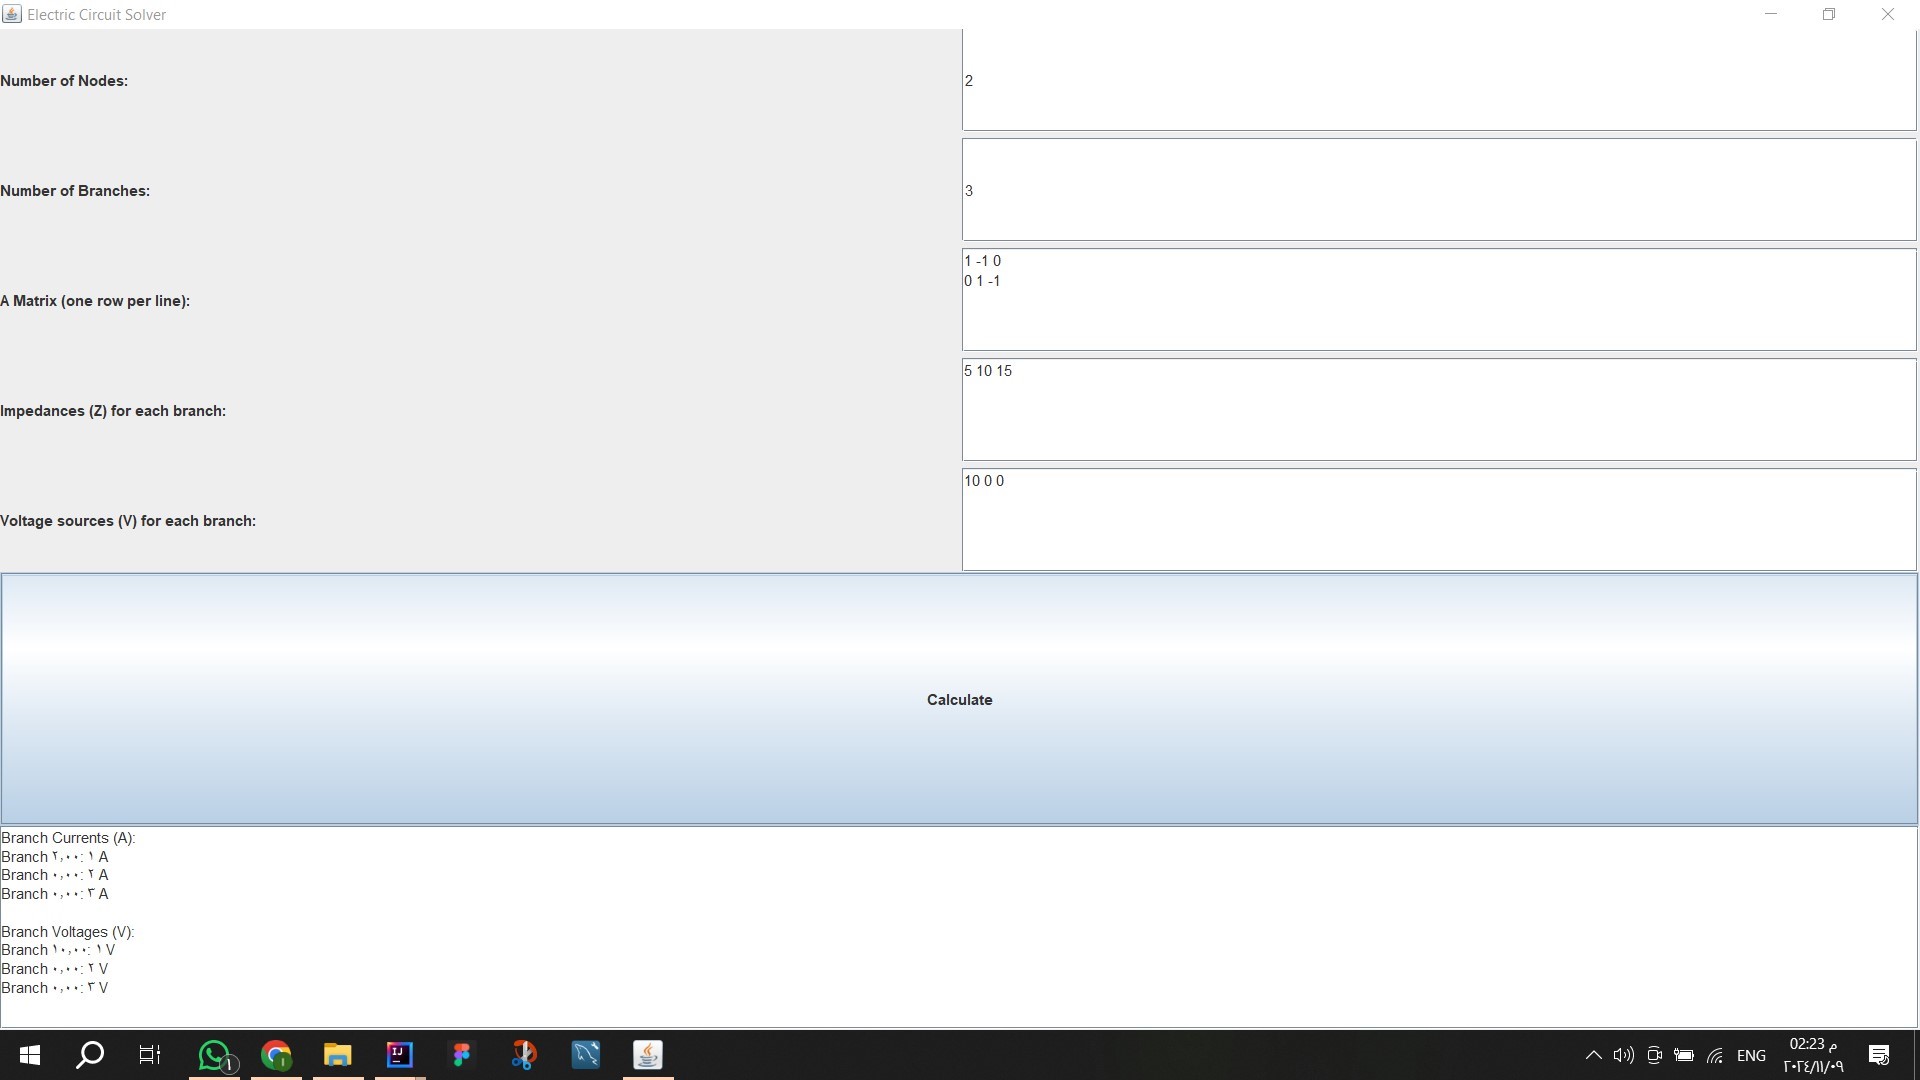 Electric Circuit Solver
Number of Nodes:
2
Number of Branches:
3
A Matrix (one row per line):
1 -1 0
0 1 -1
Impedances (Z) for each branch:
5 10 15
Voltage sources (V) for each branch:
10 0 0
Calculate
Branch Currents (A):
Branch ١: ٢٫٠٠ A
Branch ٢: ٠٫٠٠ A
Branch ٣: ٠٫٠٠ A
Branch Voltages (V):
Branch ١: ١٠٫٠٠ V
Branch ٢: ٠٫٠٠ V
Branch ٣: ٠٫٠٠ V
١
IJ
ENG
02:23 م
٢٠٢٤/١١/٠٩